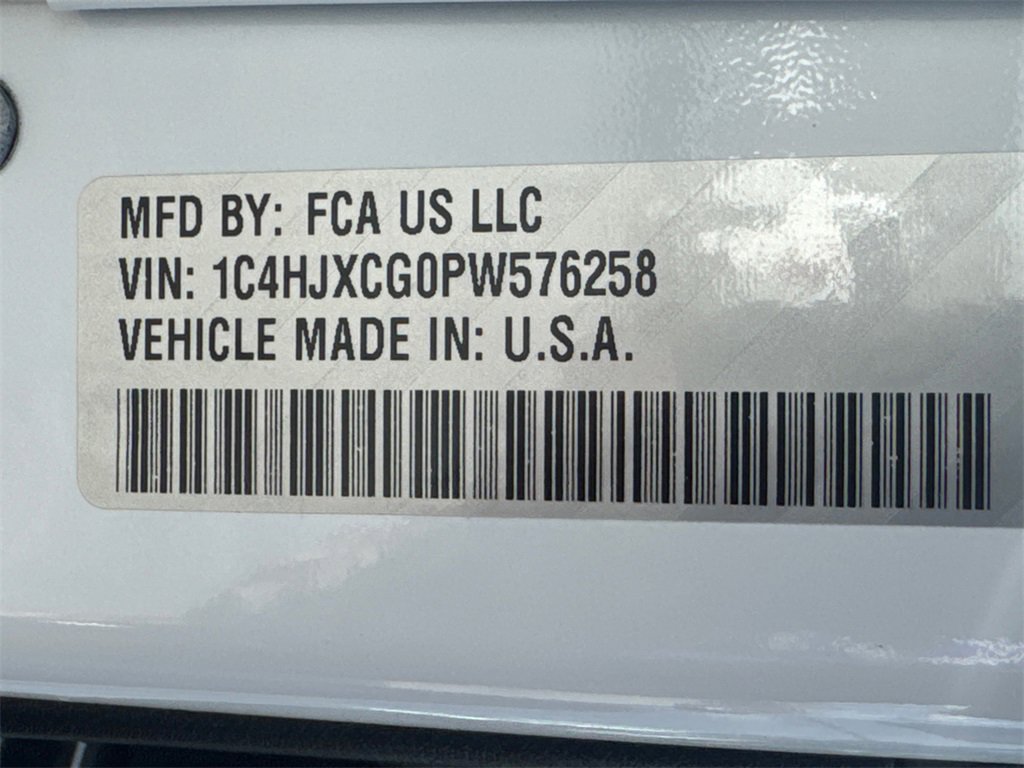 MFD BY: FCA US LLC
VIN: 1C4HJXCG0PW576258
VEHICLE MADE IN: U.S.A.